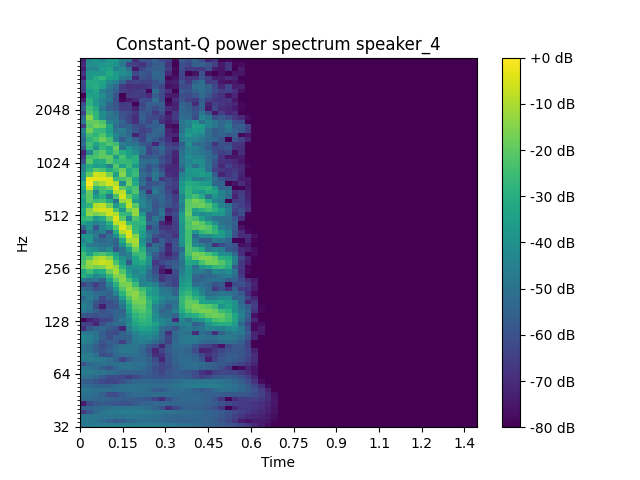 Constant-Q power spectrum speaker_4
Hz
2048
1024
512
256
128
64
32
0 0.15 0.3 0.45 0.6 0.75 0.9 1.1 1.2 1.4
Time
+0 dB
-10 dB
-20 dB
-30 dB
-40 dB
-50 dB
-60 dB
-70 dB
-80 dB